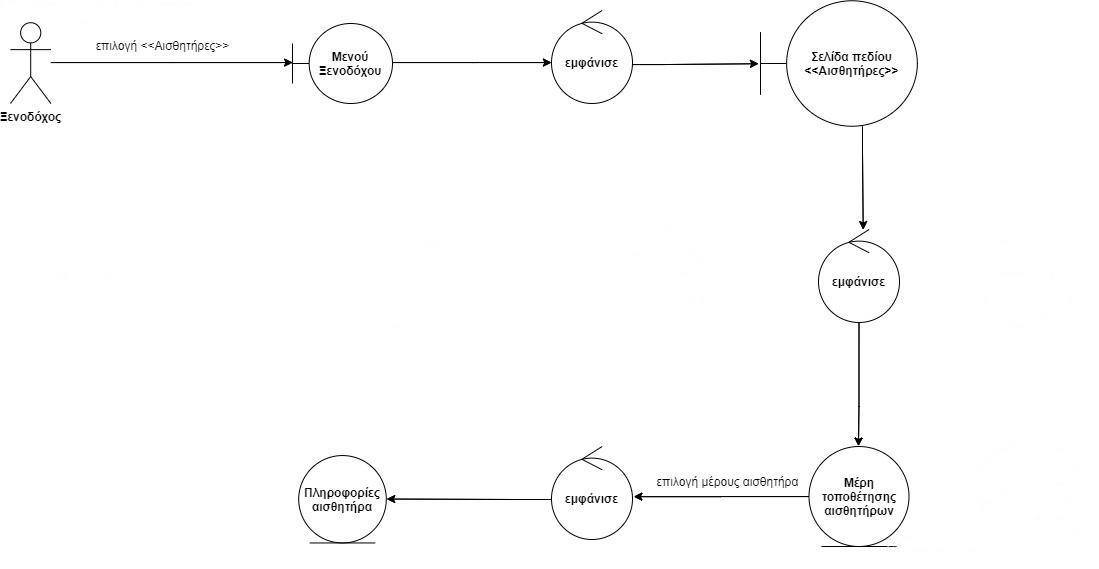 επιλογή <<Αισθητήρες>>
Ξενοδόχος
Μενού
Ξενοδόχου
εμφάνισε
Σελίδα πεδίου
<<Αισθητήρες>>
εμφάνισε
Μέρη
τοποθέτησης
αισθητήρων
επιλογή μέρους αισθητήρα
εμφάνισε
Πληροφορίες
αισθητήρα